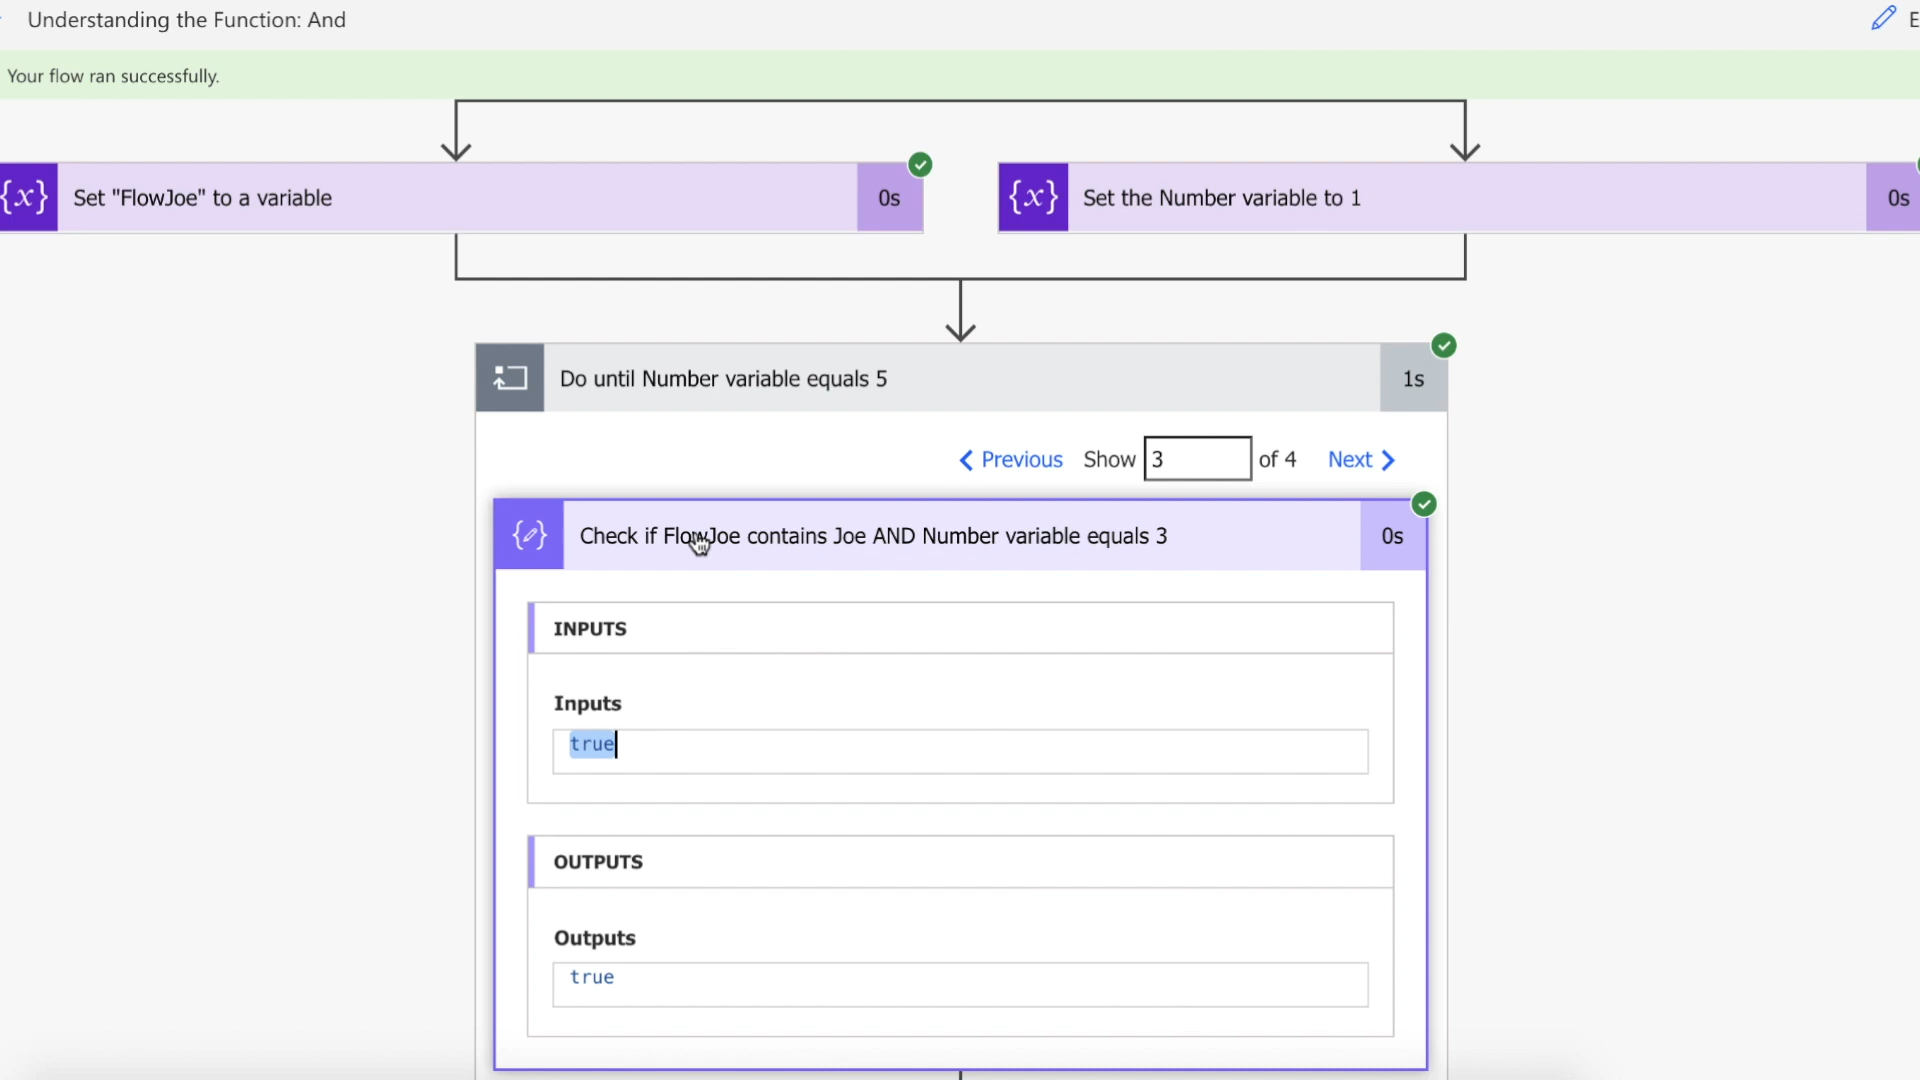 Understanding the Function: And
E
Your flow ran successfully.
{x} Set "FlowJoe" to a variable 0s
{x} Set the Number variable to 1 0s
Do until Number variable equals 5 1s
Previous Show 3 of 4 Next
Check if FlowJoe contains Joe AND Number variable equals 3 0s
INPUTS
Inputs
true
OUTPUTS
Outputs
true